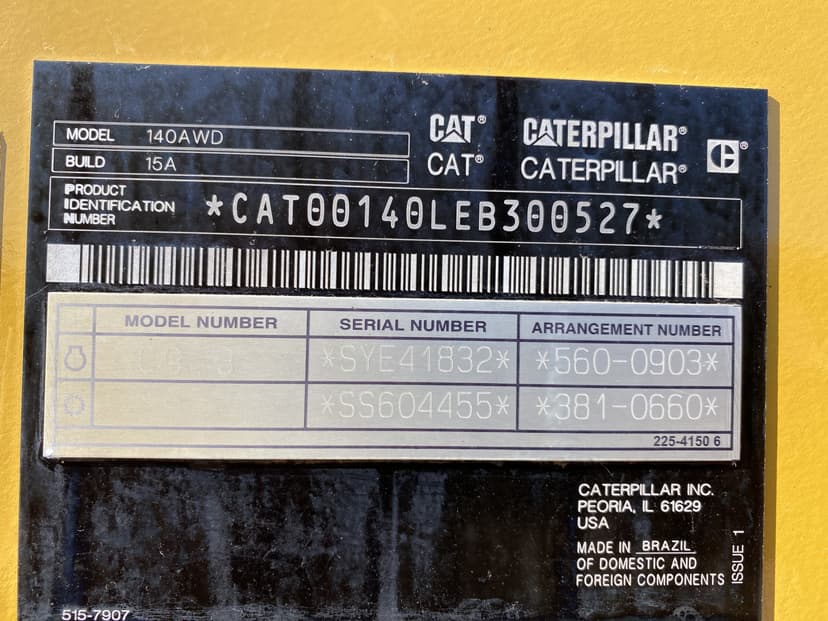 MODEL 140AWD
BUILD 15A
CAT® CATERPILLAR®
CAT® CATERPILLAR® C®
PRODUCT
IDENTIFICATION
NUMBER
*CAT00140LEB300527*
MODEL NUMBER SERIAL NUMBER ARRANGEMENT NUMBER
*SYE41832* *560-0903*
*SS604455* *381-0660*
225-4150 6
CATERPILLAR INC.
PEORIA, IL 61629
USA
MADE IN BRAZIL
OF DOMESTIC AND
FOREIGN COMPONENTS
ISSUE 1
515-7907